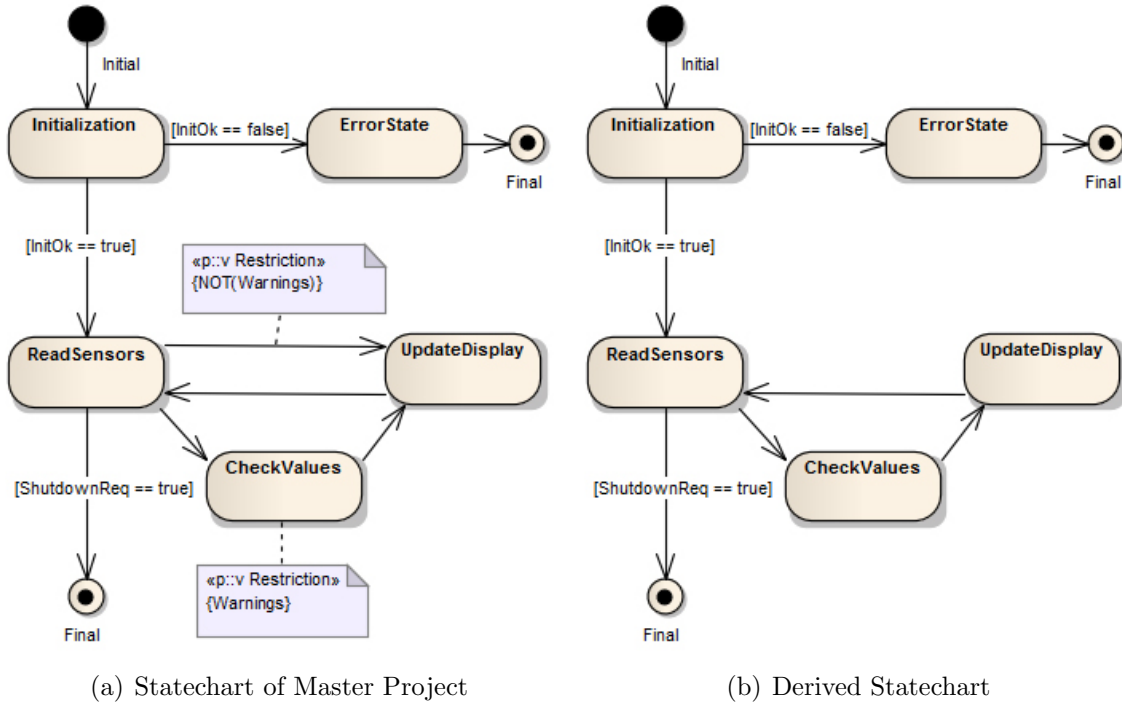 Initial
Initialization
[InitOk == false]
ErrorState
Final
[InitOk == true]
«p::v Restriction»
{NOT(Warnings)}
ReadSensors
UpdateDisplay
CheckValues
[ShutdownReq == true]
«p::v Restriction»
{Warnings}
Final
(a) Statechart of Master Project
Initial
Initialization
[InitOk == false]
ErrorState
Final
[InitOk == true]
ReadSensors
UpdateDisplay
CheckValues
[ShutdownReq == true]
Final
(b) Derived Statechart